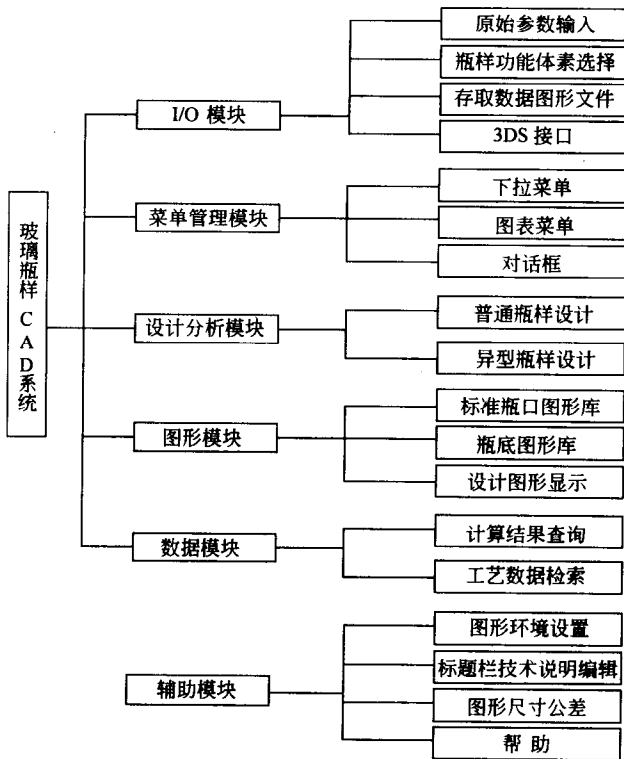 玻璃瓶样CAD系统
I/O 模块
原始参数输入
瓶样功能体素选择
存取数据图形文件
3DS 接口
菜单管理模块
下拉菜单
图表菜单
对话框
设计分析模块
普通瓶样设计
异型瓶样设计
图形模块
标准瓶口图形库
瓶底图形库
设计图形显示
数据模块
计算结果查询
工艺数据检索
辅助模块
图形环境设置
标题栏技术说明编辑
图形尺寸公差
帮 助